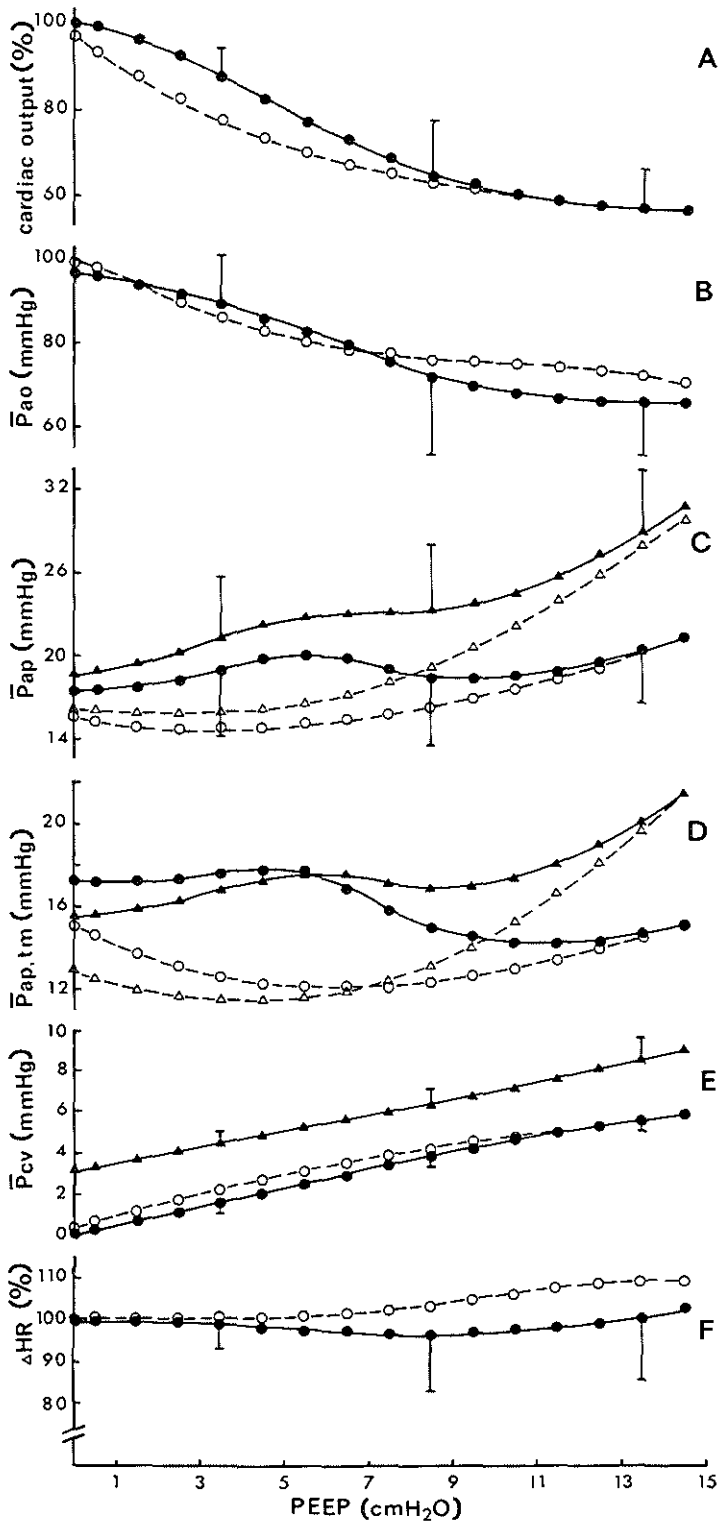 A
cardiac output (%)
100
80
60
B
P̅ao (mmHg)
100
80
60
C
P̅ap (mmHg)
32
26
20
14
D
P̅ap,tm (mmHg)
20
16
12
E
P̅cv (mmHg)
10
8
6
4
2
0
F
ΔHR (%)
110
100
90
80
1 3 5 7 9 11 13 15
PEEP (cmH₂O)